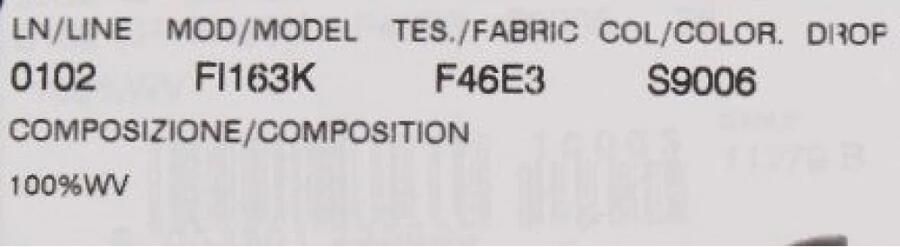 LN/LINE MOD/MODEL TES./FABRIC COL/COLOR. DROP
0102 FI163K F46E3 S9006
COMPOSIZIONE/COMPOSITION
100%WV